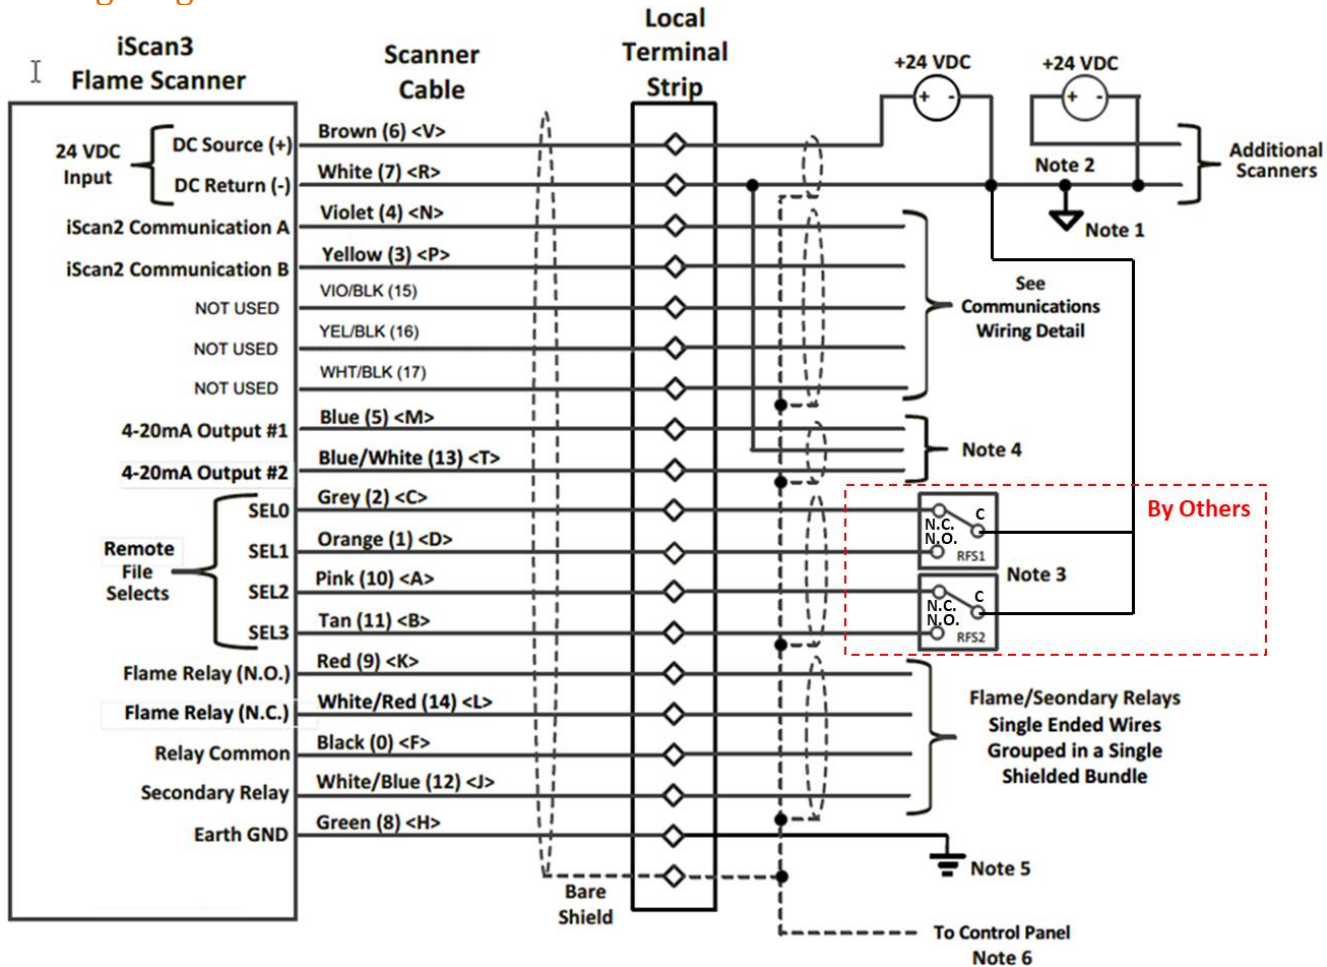 iScan3
Flame Scanner
Scanner
Cable
Local
Terminal
Strip
+24 VDC
+24 VDC
24 VDC
Input
DC Source (+)
DC Return (-)
Brown (6) <V>
White (7) <R>
Note 2
Additional
Scanners
Note 1
iScan2 Communication A
Violet (4) <N>
iScan2 Communication B
Yellow (3) <P>
NOT USED
VIO/BLK (15)
NOT USED
YEL/BLK (16)
NOT USED
WHT/BLK (17)
See
Communications
Wiring Detail
4-20mA Output #1
Blue (5) <M>
4-20mA Output #2
Blue/White (13) <T>
Note 4
Remote
File
Selects
SEL0
Grey (2) <C>
SEL1
Orange (1) <D>
SEL2
Pink (10) <A>
SEL3
Tan (11) <B>
By Others
N.C.
N.O.
C
RFS1
Note 3
N.C.
N.O.
C
RFS2
Flame Relay (N.O.)
Red (9) <K>
Flame Relay (N.C.)
White/Red (14) <L>
Relay Common
Black (0) <F>
Secondary Relay
White/Blue (12) <J>
Flame/Seondary Relays
Single Ended Wires
Grouped in a Single
Shielded Bundle
Earth GND
Green (8) <H>
Note 5
Bare
Shield
To Control Panel
Note 6